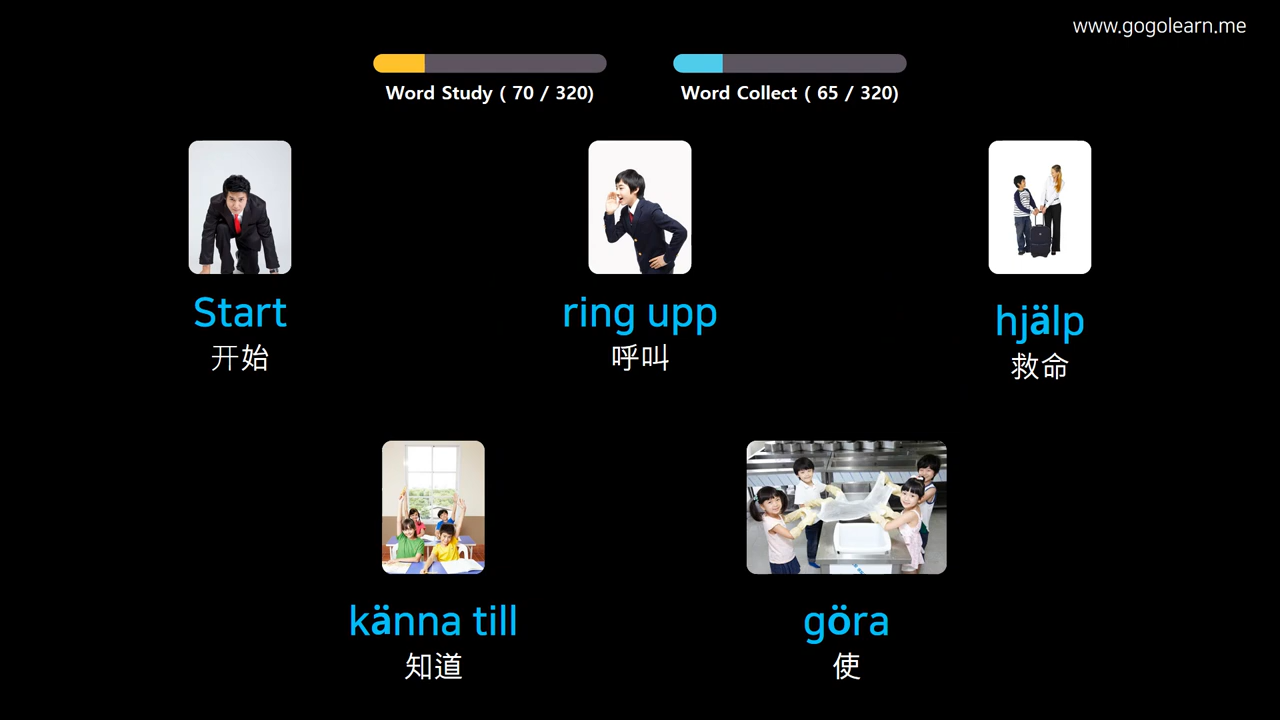 www.gogolearn.me
Word Study ( 70 / 320)
Word Collect ( 65 / 320)
Start
开始
ring upp
呼叫
hjälp
救命
känna till
知道
göra
使